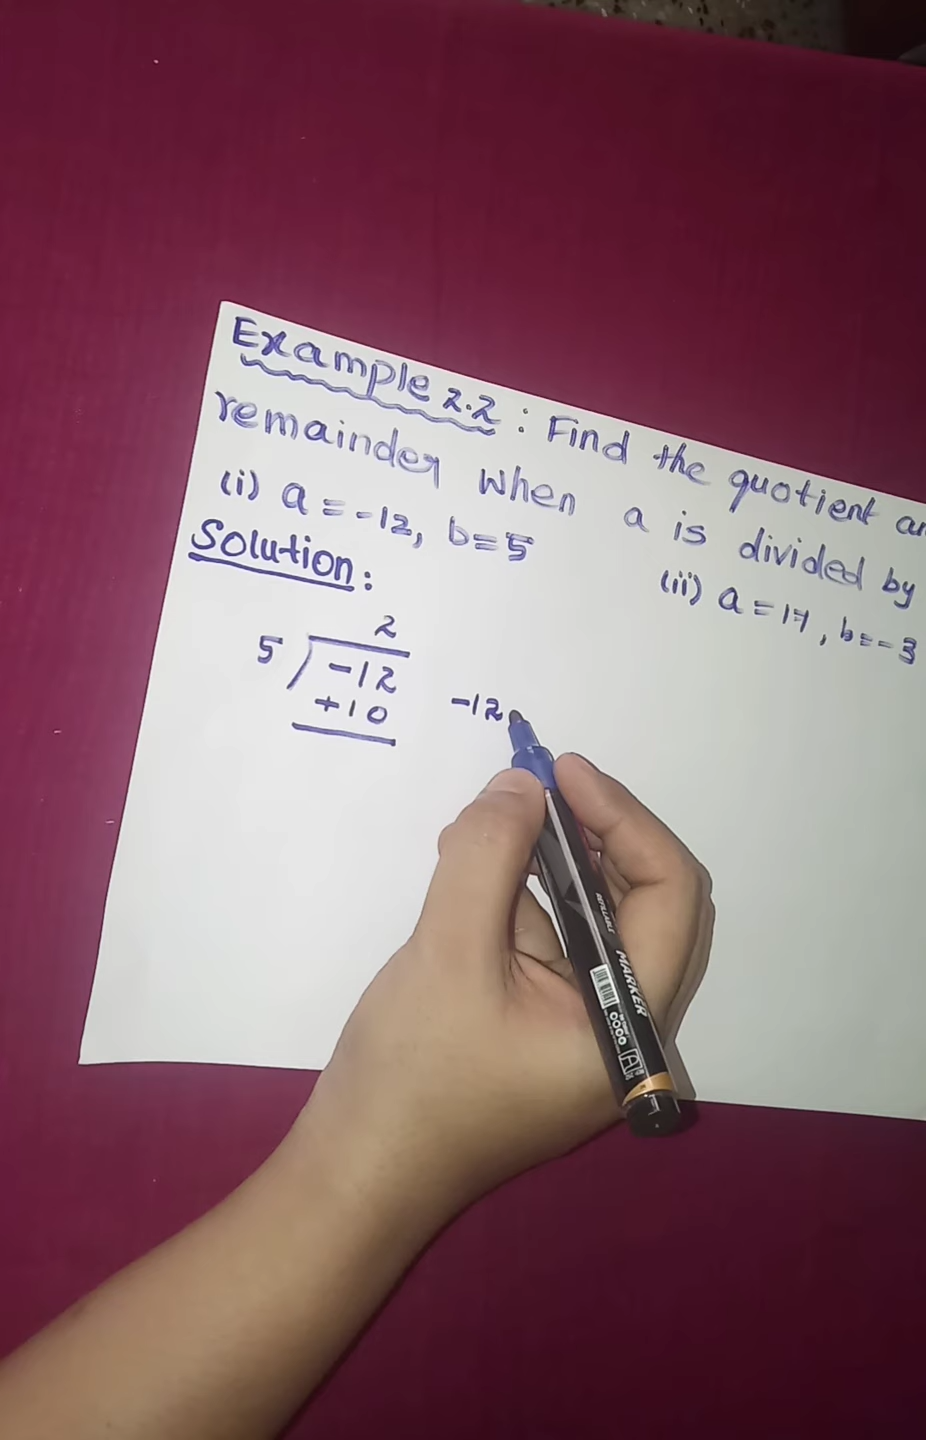 Example 2.2 : Find the quotient an
remainder when a is divided by
(i) a = -12, b = 5
(ii) a = 17, b = -3
Solution:
2
5 -12
+10
-12
REFILLABLE
MARKER